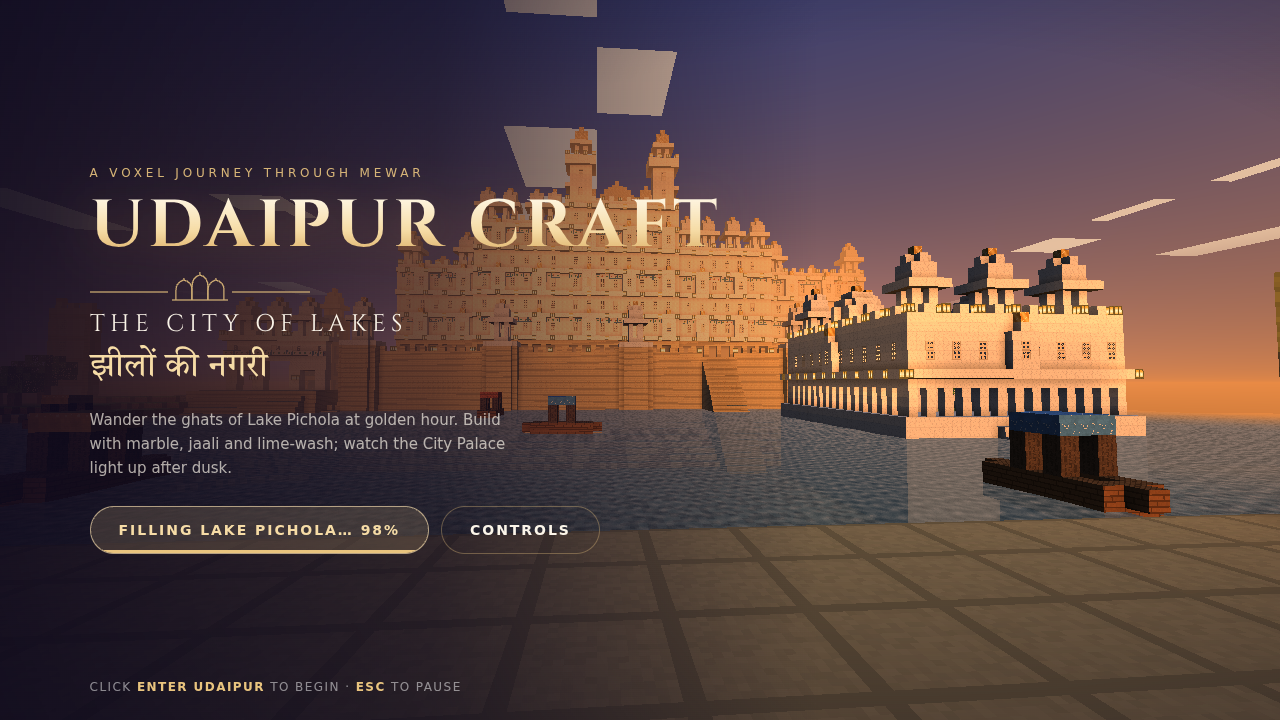 A VOXEL JOURNEY THROUGH MEWAR
UDAIPUR CRAFT
THE CITY OF LAKES
झीलों की नगरी
Wander the ghats of Lake Pichola at golden hour. Build
with marble, jaali and lime-wash; watch the City Palace
light up after dusk.
FILLING LAKE PICHOLA… 98%
CONTROLS
CLICK ENTER UDAIPUR TO BEGIN · ESC TO PAUSE